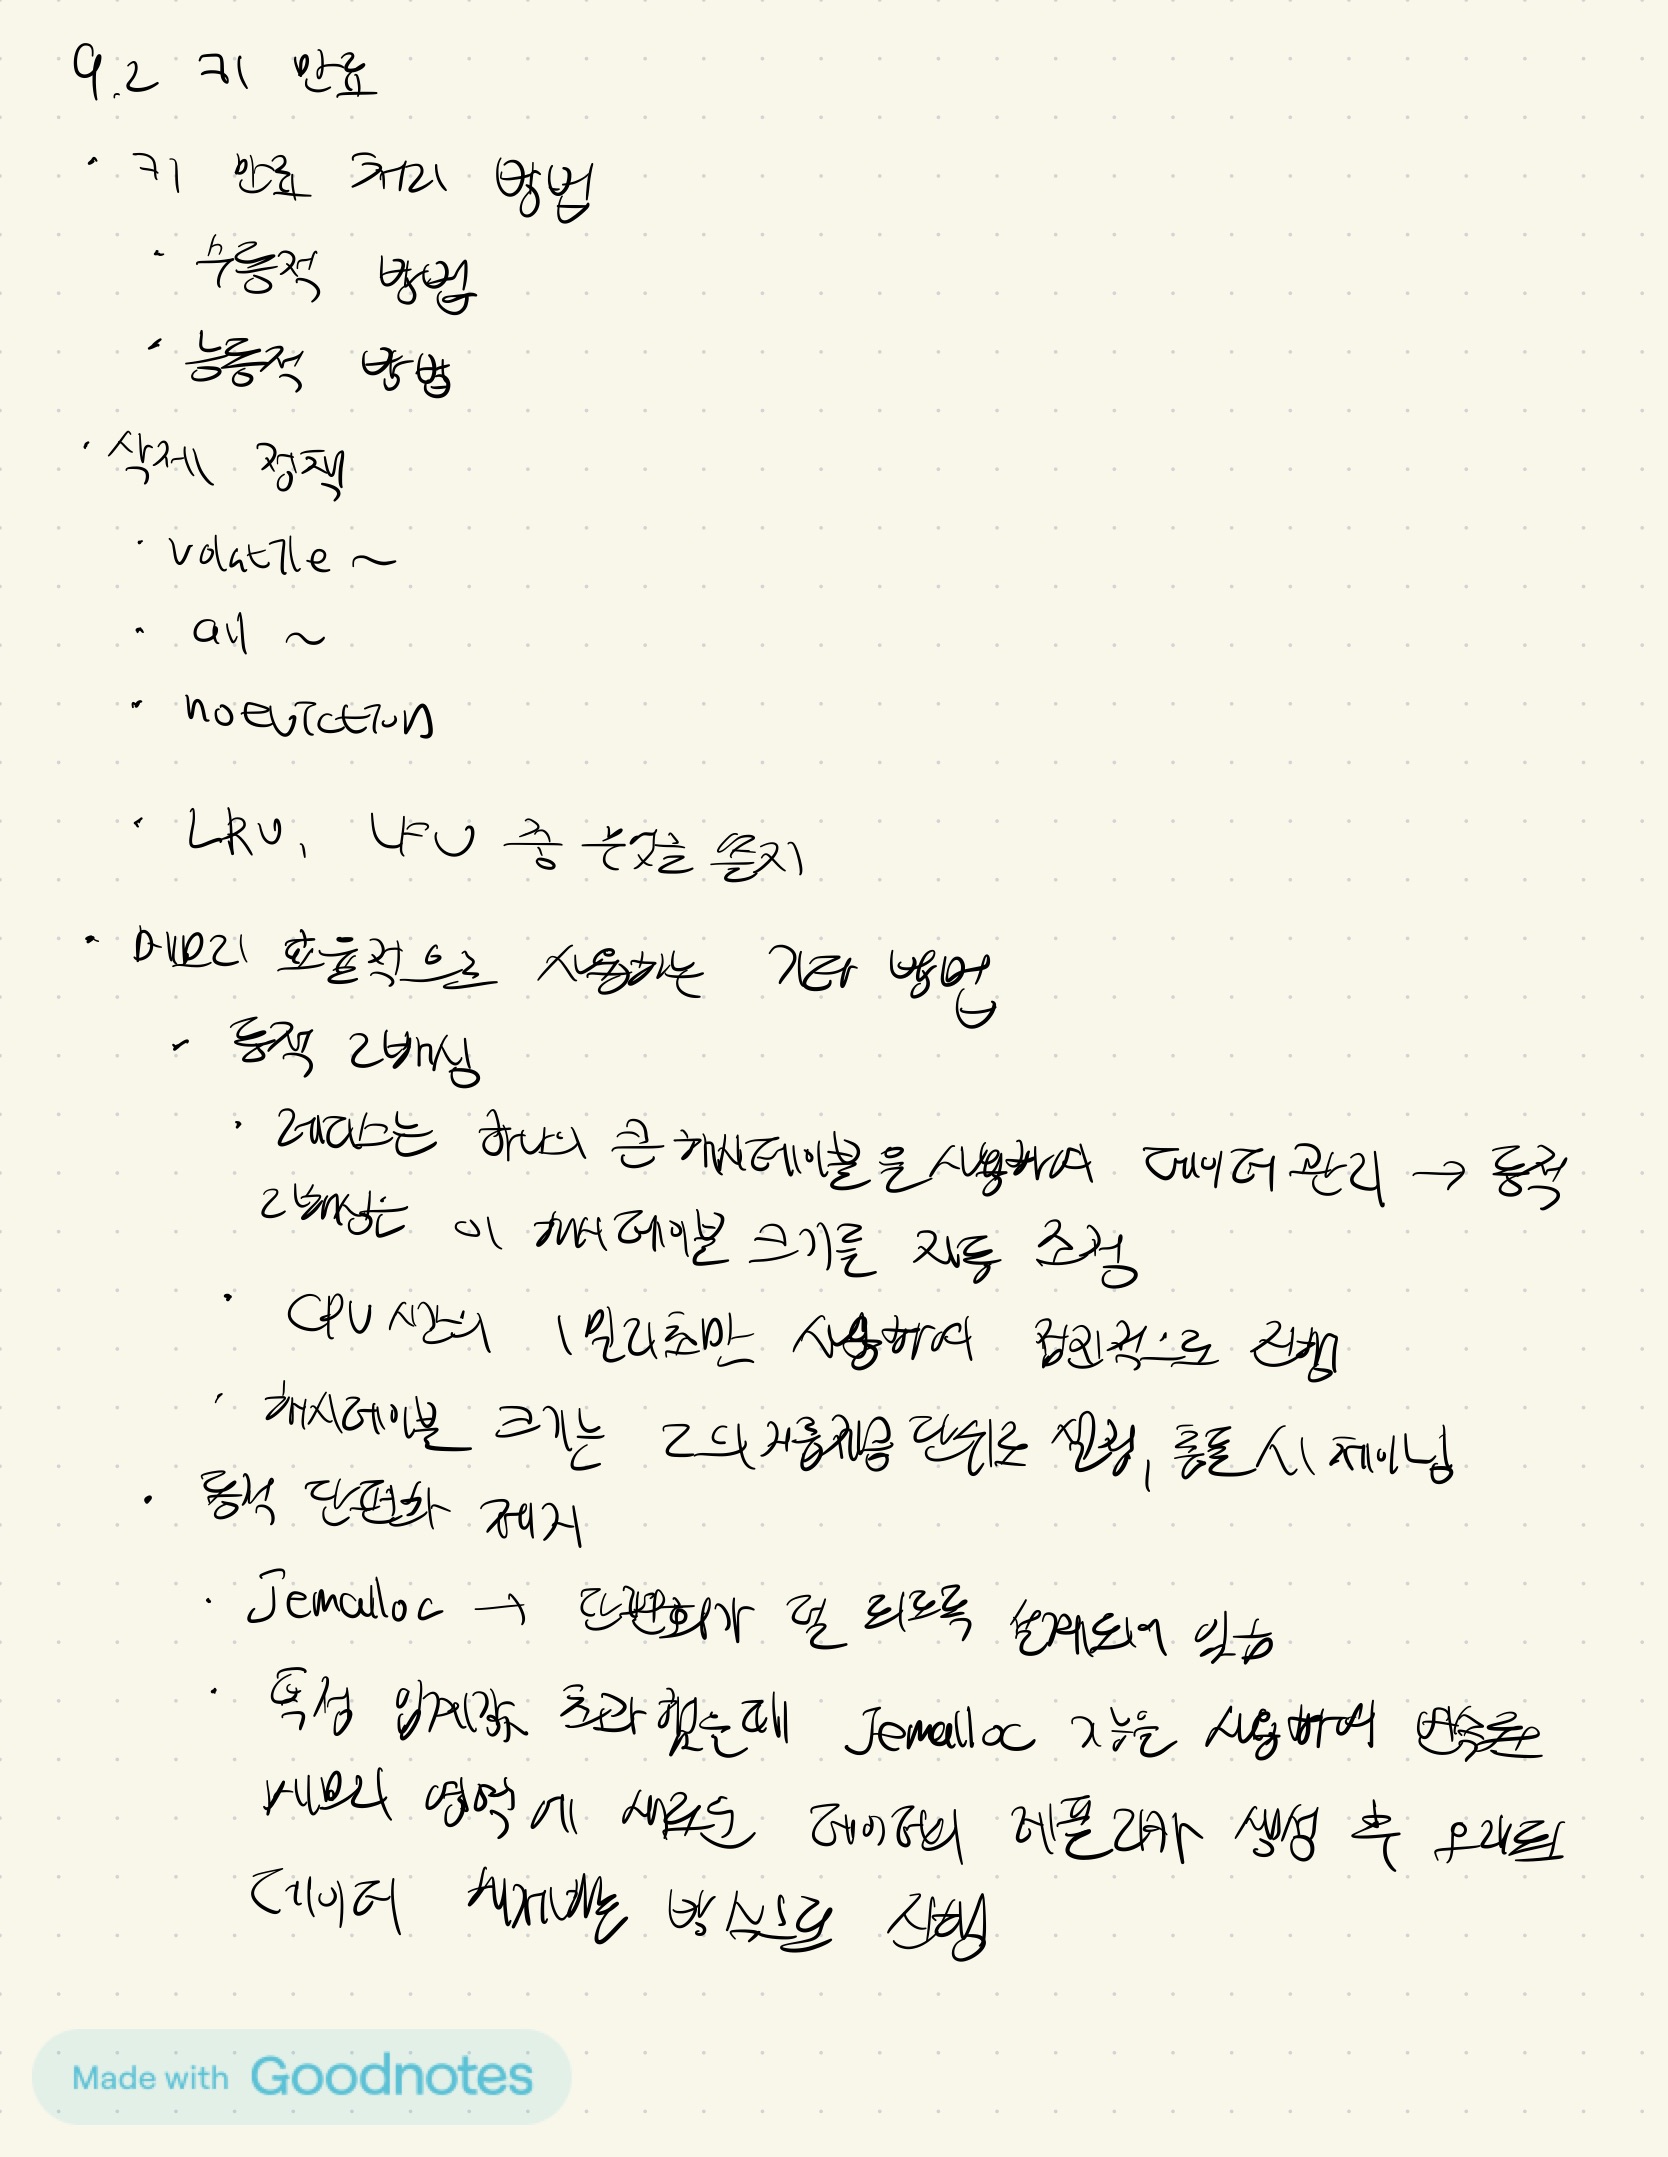 9.2 키 만료
· 키 만료 처리 방법
· 수동적 방법
· 능동적 방법
· 삭제 정책
· volatile ~
· all ~
· noeviction
· LRU, LFU 중 무엇을 쓸지
· 메모리 효율적으로 사용하는 기타 방법
· 동적 리해싱
· 레디스는 하나의 큰 해시테이블을 사용하여 데이터 관리 → 동적
리해싱은 이 해시 테이블 크기를 자동 조정
· CPU 시간의 1밀리초만 사용하여 점진적으로 진행
· 해시테이블 크기는 2의 거듭제곱 단위로 설정, 충돌 시 체이닝
· 동적 단편화 제거
· Jemalloc → 단편화가 덜 되도록 설계되어 있음
· 특정 임계값 초과했는데 Jemalloc 기능을 사용하여 연속된
메모리 영역에 새로운 데이터의 레플리카 생성 후 오래된
데이터 해제하는 방식으로 진행
Made with Goodnotes